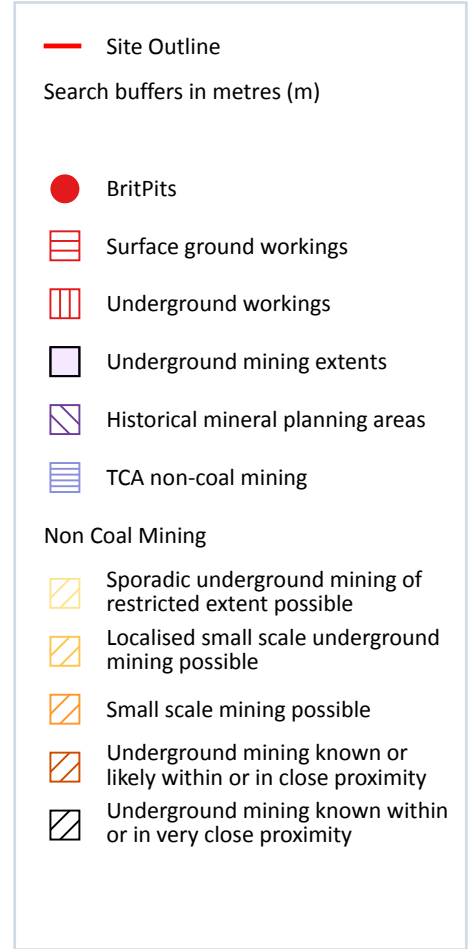 Site Outline
Search buffers in metres (m)
BritPits
Surface ground workings
Underground workings
Underground mining extents
Historical mineral planning areas
TCA non-coal mining
Non Coal Mining
Sporadic underground mining of
restricted extent possible
Localised small scale underground
mining possible
Small scale mining possible
Underground mining known or
likely within or in close proximity
Underground mining known within
or in very close proximity